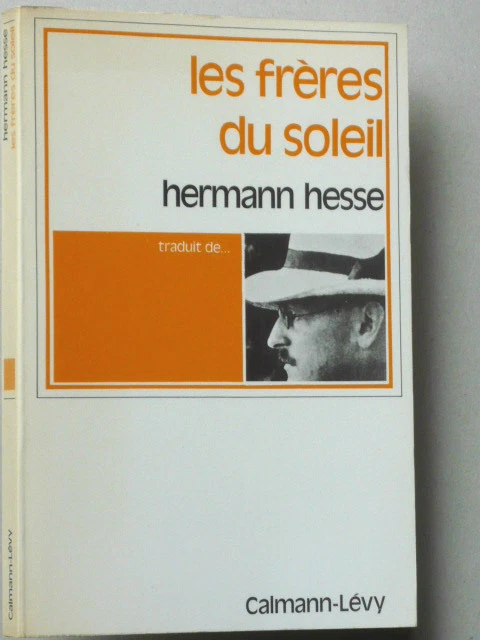 les frères
du soleil
hermann hesse
traduit de...
Calmann-Lévy
hermann hesse
les frères du soleil
Calmann-Lévy